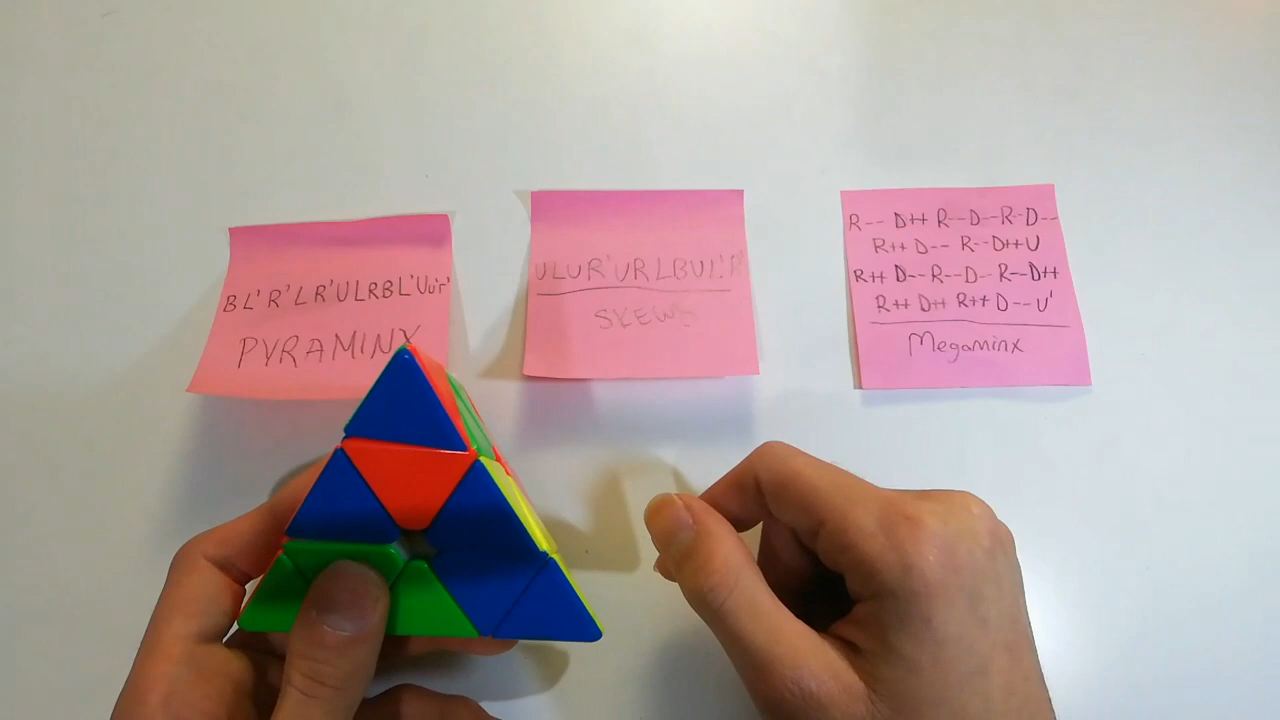 BL'R'LR'ULRBL'Uu'r'
PYRAMINX
ULUR'URLBUL'R'
SKEWB
R-- D++ R--D--R--D--
R++ D-- R--D++U
R++ D--R--D--R--D++
R++ D++ R++ D--U'
Megaminx